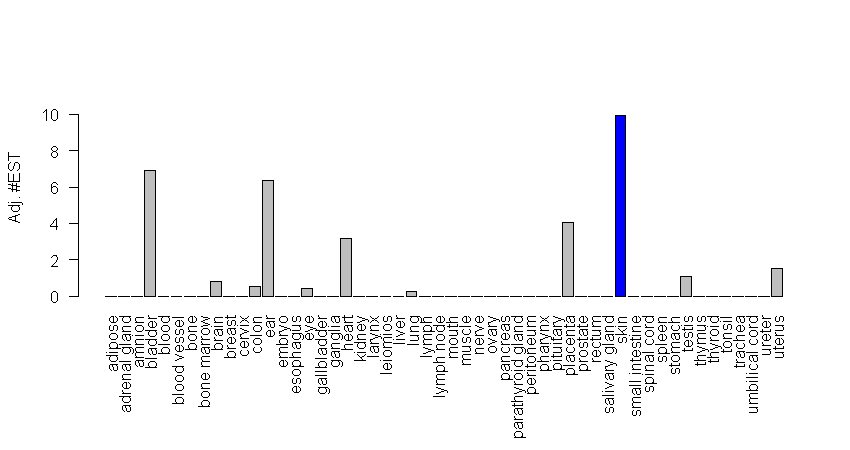 Adj. #EST
10
8
6
4
2
0
adipose
adrenal gland
amnion
bladder
blood
blood vessel
bone
bone marrow
brain
breast
cervix
colon
ear
embryo
esophagus
eye
gallbladder
ganglia
heart
kidney
larynx
leiomios
liver
lung
lymph
lymph node
mouth
muscle
nerve
ovary
pancreas
parathyroid gland
peritoneum
pharynx
pituitary
placenta
prostate
rectum
salivary gland
skin
small intestine
spinal cord
spleen
stomach
testis
thymus
thyroid
tonsil
trachea
umbilical cord
ureter
uterus